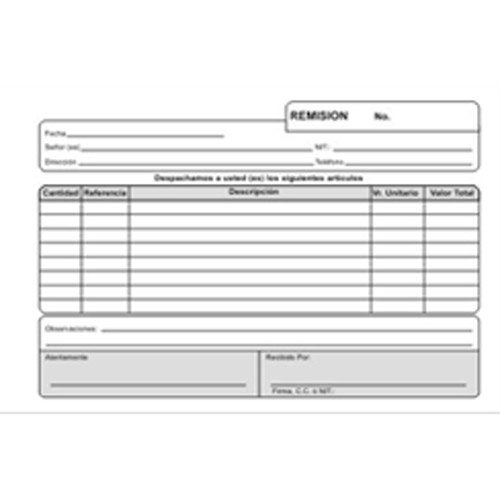 REMISION No.
Fecha
Señor (es) NIT.:
Dirección Teléfono
Despachamos a usted (es) los siguientes artículos
Cantidad Referencia Descripción Vr. Unitario Valor Total
Observaciones:
Atentamente Recibido Por:
Firma, C.C. o NIT.: